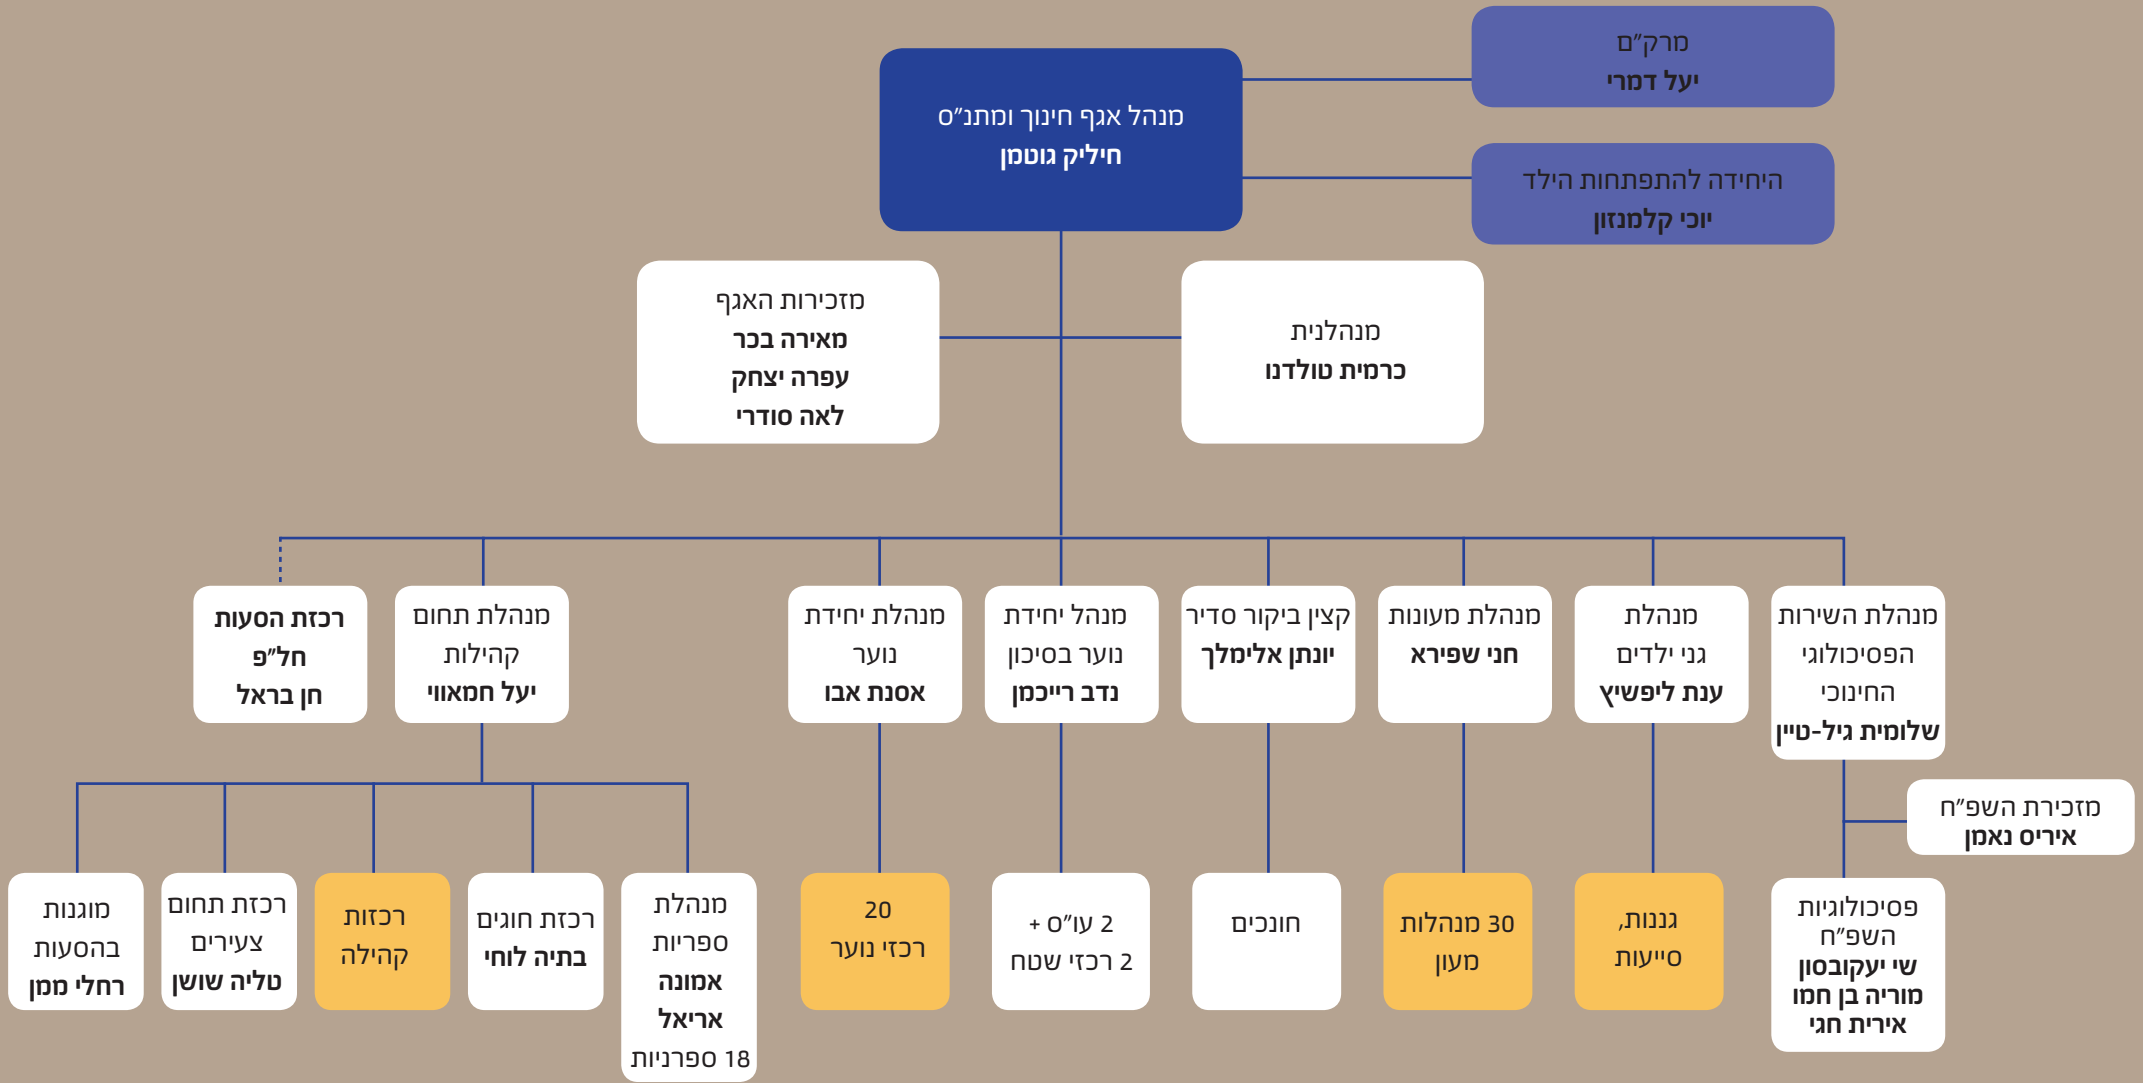 מרק"ם
יעל דמרי
מנהל אגף חינוך ומתנ"ס
חיליק גוטמן
היחידה להתפתחות הילד
יוכי קלמנזון
מנהלנית
כרמית טולדנו
מזכירות האגף
מאירה בכר
עפרה יצחק
לאה סודרי
מנהלת השירות
הפסיכולוגי
החינוכי
שלומית גיל-טיין
מנהלת
גני ילדים
ענת ליפשיץ
מנהלת מעונות
חני שפירא
קצין ביקור סדיר
יונתן אלימלך
מנהל יחידת
נוער בסיכון
נדב רייכמן
מנהלת יחידת
נוער
אסנת אבו
מנהלת תחום
קהילות
יעל חמאווי
רכזת הסעות
חל"פ
חן בראל
מזכירת השפ"ח
איריס נאמן
פסיכולוגיות
השפ"ח
שי יעקובסון
מוריה בן חמו
אירית חגי
גננות,
סייעות
30 מנהלות
מעון
חונכים
2 עו"ס +
2 רכזי שטח
20
רכזי נוער
מנהלת
ספריות
אמונה
אריאל
18 ספרניות
רכזת חוגים
בתיה לוחי
רכזות
קהילה
רכזת תחום
צעירים
טליה שושן
מוגנות
בהסעות
רחלי ממן